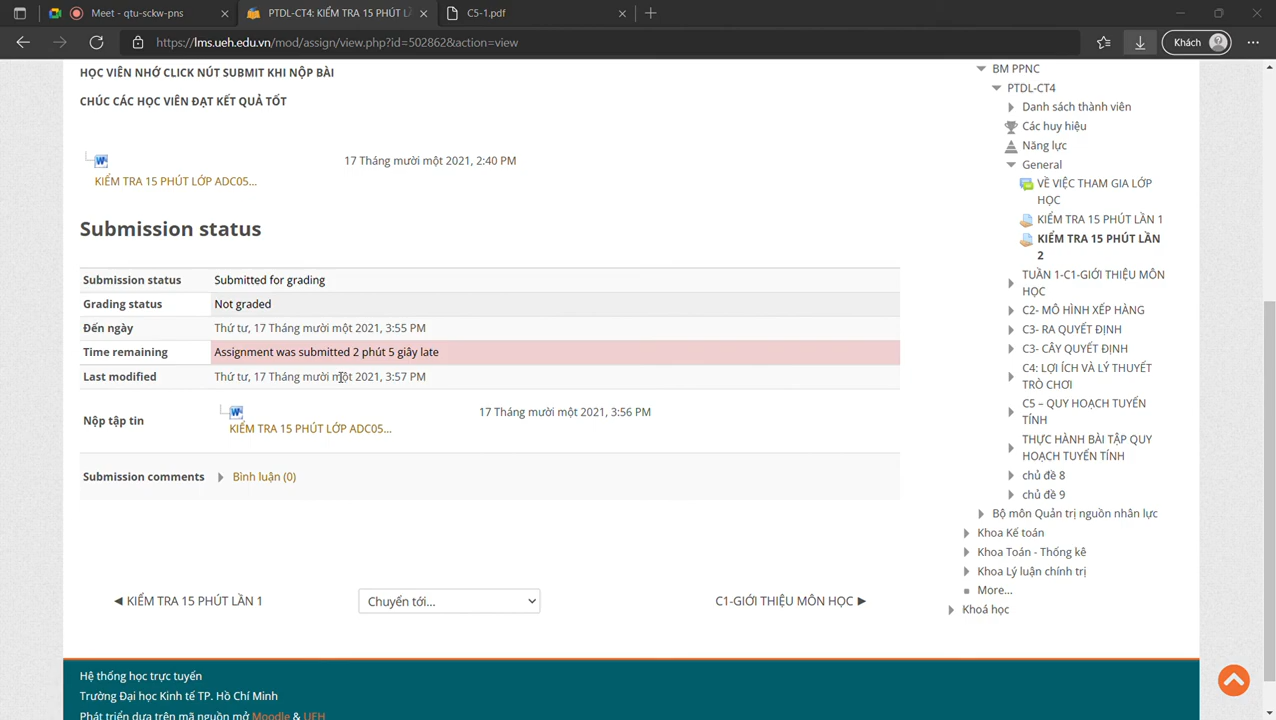 Meet - qtu-sckw-pns
PTDL-CT4: KIỂM TRA 15 PHÚT L
C5-1.pdf
https://lms.ueh.edu.vn/mod/assign/view.php?id=502862&action=view
Khách
HỌC VIÊN NHỚ CLICK NÚT SUBMIT KHI NỘP BÀI
CHÚC CÁC HỌC VIÊN ĐẠT KẾT QUẢ TỐT
17 Tháng mười một 2021, 2:40 PM
KIỂM TRA 15 PHÚT LỚP ADC05...
Submission status
Submission status Submitted for grading
Grading status Not graded
Đến ngày Thứ tư, 17 Tháng mười một 2021, 3:55 PM
Time remaining Assignment was submitted 2 phút 5 giây late
Last modified Thứ tư, 17 Tháng mười một 2021, 3:57 PM
Nộp tập tin
17 Tháng mười một 2021, 3:56 PM
KIỂM TRA 15 PHÚT LỚP ADC05...
Submission comments Bình luận (0)
◀ KIỂM TRA 15 PHÚT LẦN 1
Chuyển tới...
C1-GIỚI THIỆU MÔN HỌC ▶
BM PPNC
PTDL-CT4
Danh sách thành viên
Các huy hiệu
Năng lực
General
VỀ VIỆC THAM GIA LỚP
HỌC
KIỂM TRA 15 PHÚT LẦN 1
KIỂM TRA 15 PHÚT LẦN
2
TUẦN 1-C1-GIỚI THIỆU MÔN
HỌC
C2- MÔ HÌNH XẾP HÀNG
C3- RA QUYẾT ĐỊNH
C3- CÂY QUYẾT ĐỊNH
C4: LỢI ÍCH VÀ LÝ THUYẾT
TRÒ CHƠI
C5 – QUY HOẠCH TUYẾN
TÍNH
THỰC HÀNH BÀI TẬP QUY
HOẠCH TUYẾN TÍNH
chủ đề 8
chủ đề 9
Bộ môn Quản trị nguồn nhân lực
Khoa Kế toán
Khoa Toán - Thống kê
Khoa Lý luận chính trị
More...
Khoá học
Hệ thống học trực tuyến
Trường Đại học Kinh tế TP. Hồ Chí Minh
Phát triển dựa trên mã nguồn mở Moodle & UEH